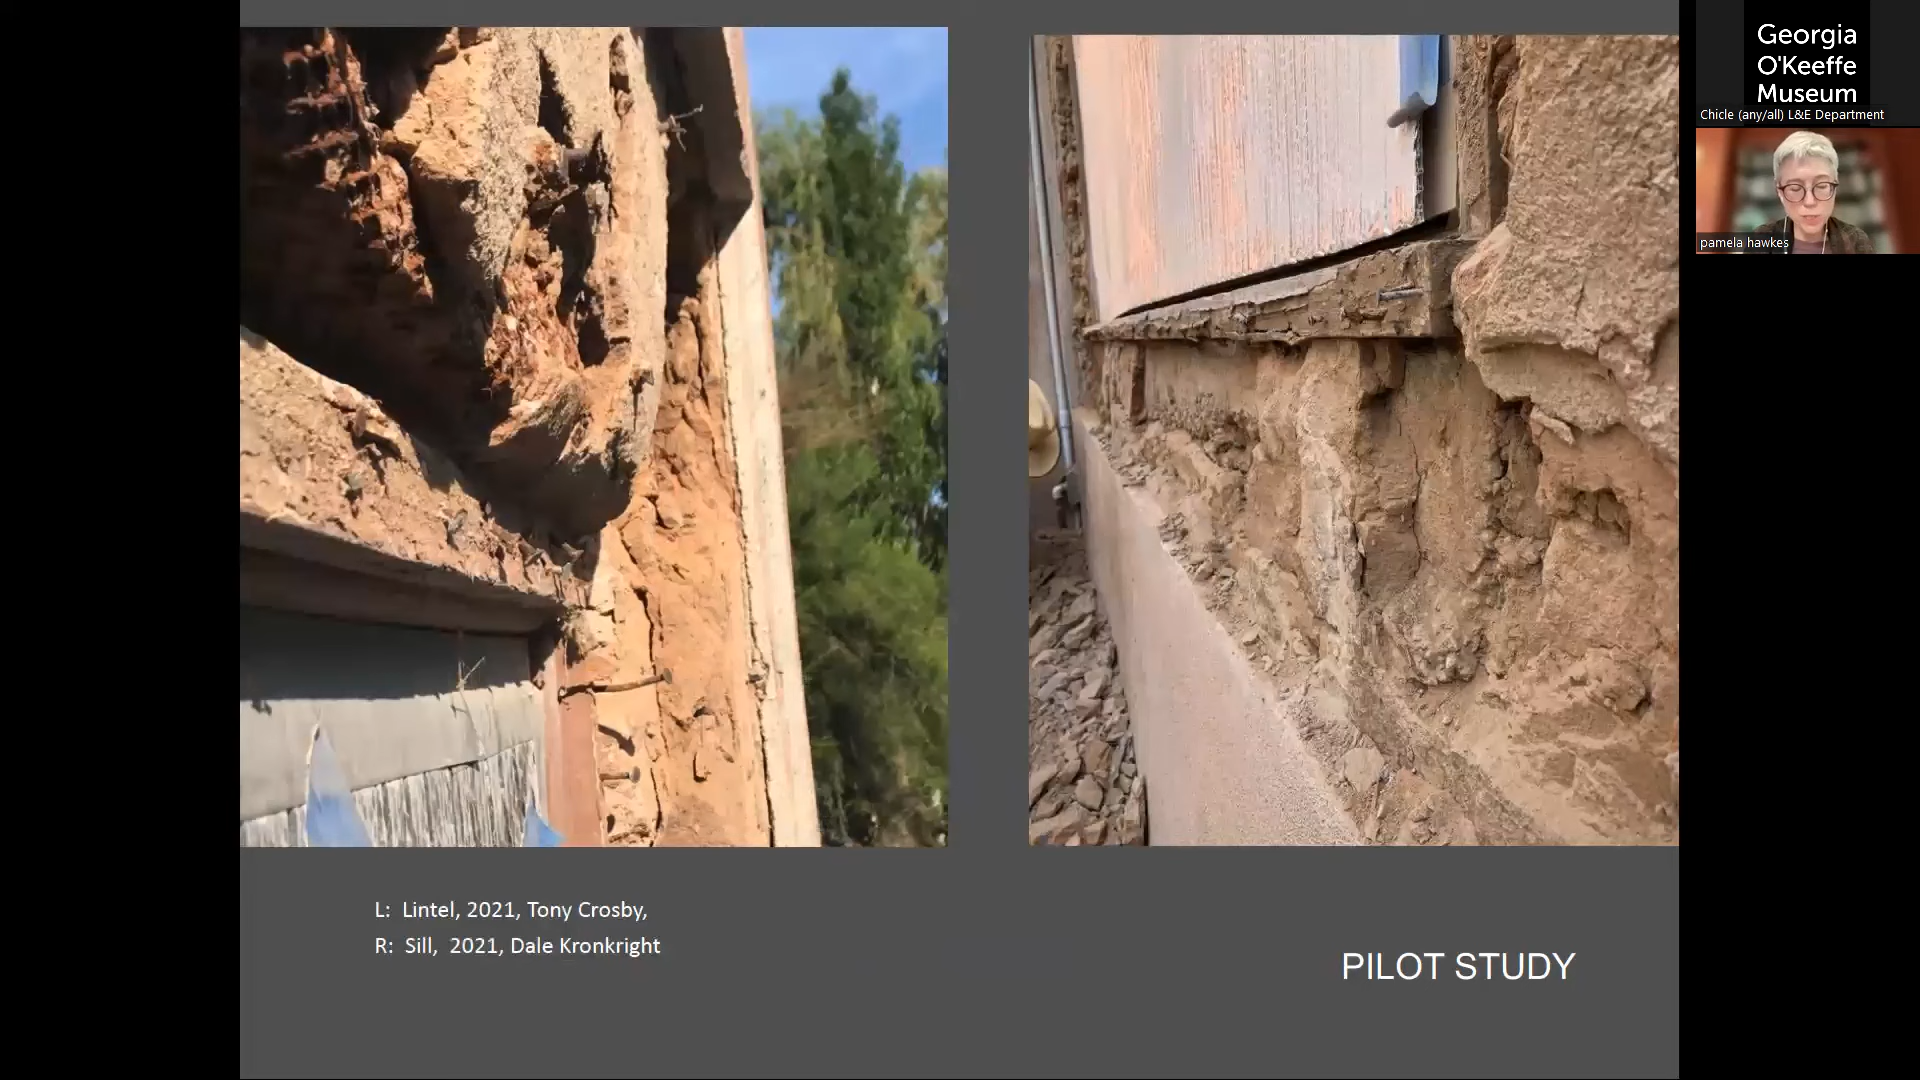 Georgia
O'Keeffe
Museum
Chicle (any/all) L&E Department
pamela hawkes
L:  Lintel, 2021, Tony Crosby,
R:  Sill,  2021, Dale Kronkright
PILOT STUDY